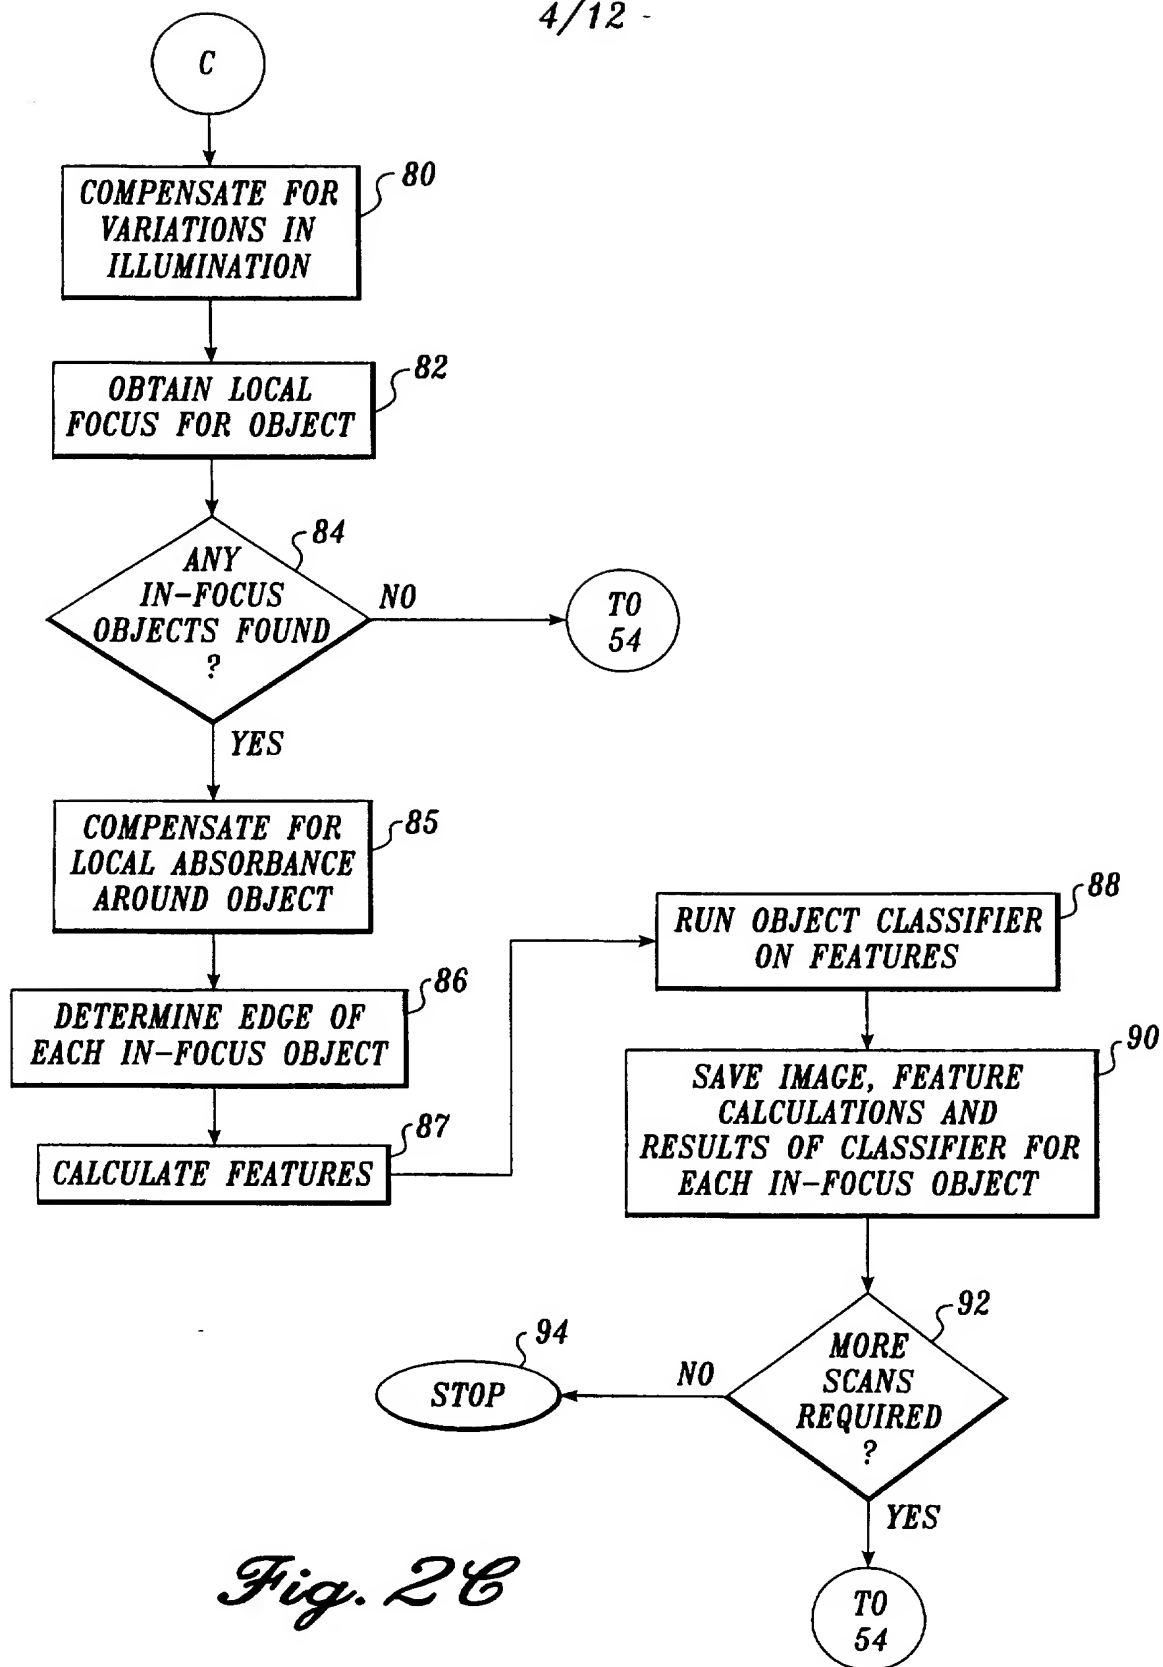 4/12
C
80
COMPENSATE FOR
VARIATIONS IN
ILLUMINATION
82
OBTAIN LOCAL
FOCUS FOR OBJECT
84
ANY
IN-FOCUS
OBJECTS FOUND
?
NO
TO
54
YES
85
COMPENSATE FOR
LOCAL ABSORBANCE
AROUND OBJECT
86
DETERMINE EDGE OF
EACH IN-FOCUS OBJECT
87
CALCULATE FEATURES
88
RUN OBJECT CLASSIFIER
ON FEATURES
90
SAVE IMAGE, FEATURE
CALCULATIONS AND
RESULTS OF CLASSIFIER FOR
EACH IN-FOCUS OBJECT
92
MORE
SCANS
REQUIRED
?
NO
94
STOP
YES
TO
54
Fig. 2C